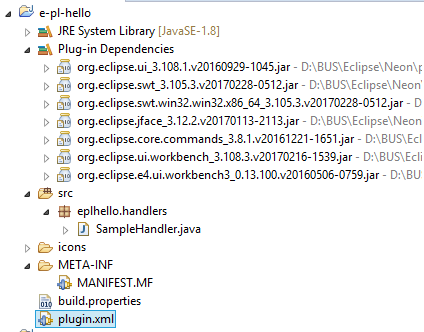 e-pl-hello
JRE System Library [JavaSE-1.8]
Plug-in Dependencies
org.eclipse.ui_3.108.1.v20160929-1045.jar - D:\BUS\Eclipse\Neon\p
org.eclipse.swt_3.105.3.v20170228-0512.jar - D:\BUS\Eclipse\Neon\
org.eclipse.swt.win32.win32.x86_64_3.105.3.v20170228-0512.jar - D:\
org.eclipse.jface_3.12.2.v20170113-2113.jar - D:\BUS\Eclipse\Neon
org.eclipse.core.commands_3.8.1.v20161221-1651.jar - D:\BUS\Eclip
org.eclipse.ui.workbench_3.108.3.v20170216-1539.jar - D:\BUS\Eclip
org.eclipse.e4.ui.workbench3_0.13.100.v20160506-0759.jar - D:\BUS\
src
eplhello.handlers
SampleHandler.java
icons
META-INF
MANIFEST.MF
build.properties
plugin.xml